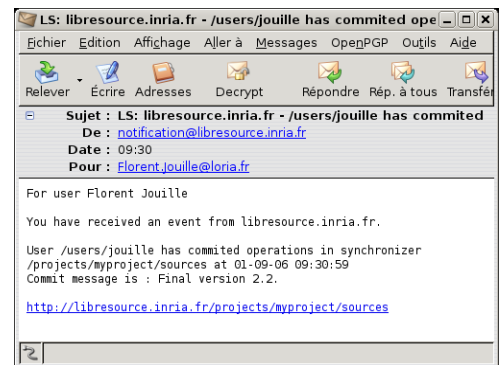 LS: libresource.inria.fr - /users/jouille has commited ope
Fichier Edition Affichage Aller à Messages OpenPGP Outils Aide
Relever Écrire Adresses Decrypt Répondre Rép. à tous Transfér
Sujet : LS: libresource.inria.fr - /users/jouille has commited
De : notification@libresource.inria.fr
Date : 09:30
Pour : Florent.Jouille@loria.fr
For user Florent Jouille
You have received an event from libresource.inria.fr.
User /users/jouille has commited operations in synchronizer
/projects/myproject/sources at 01-09-06 09:30:59
Commit message is : Final version 2.2.
http://libresource.inria.fr/projects/myproject/sources